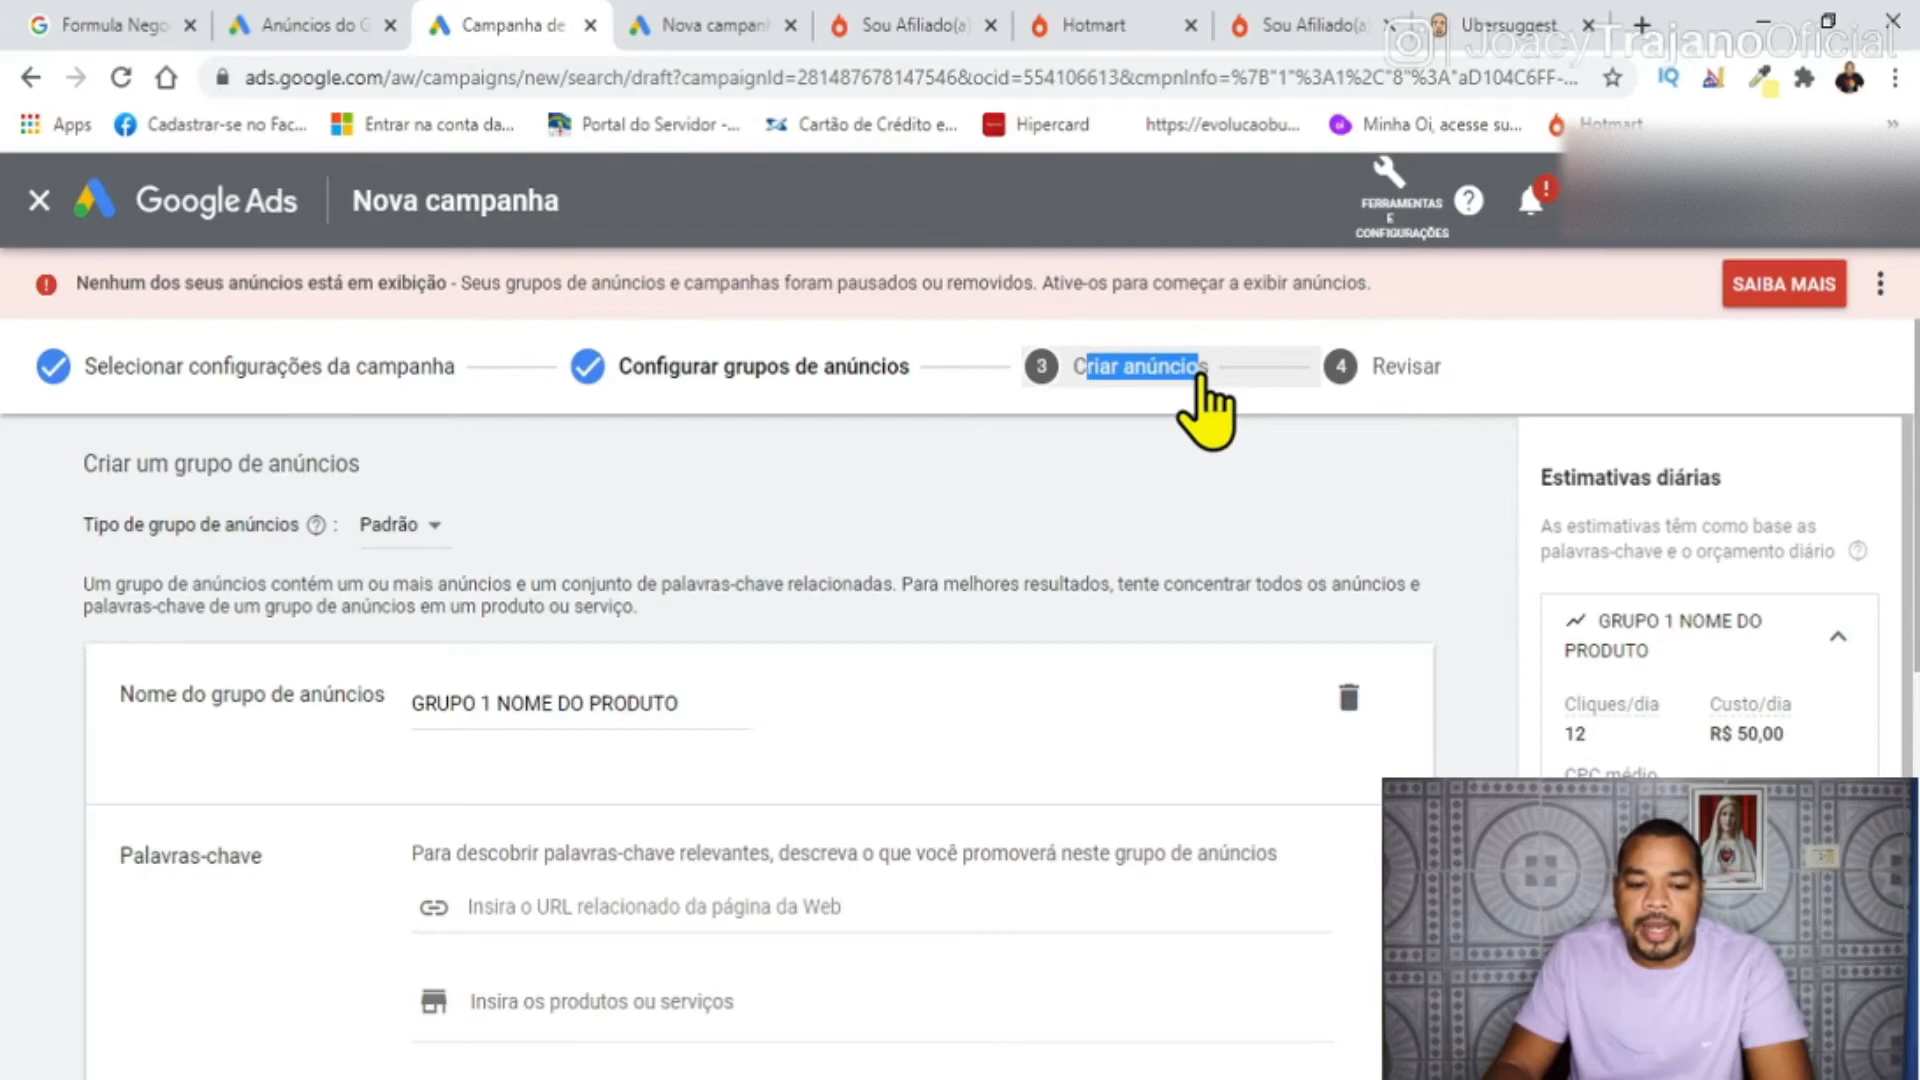 Formula Nego
Anúncios do G
Campanha de
Nova campanh
Sou Afiliado(a)
Hotmart
Sou Afiliado(a)
Ubersuggest
JoacyTrajanoOficial
ads.google.com/aw/campaigns/new/search/draft?campaignId=281487678147546&ocid=554106613&cmpnInfo=%7B"1"%3A1%2C"8"%3A"aD104C6FF-...
IQ
Apps
Cadastrar-se no Fac...
Entrar na conta da...
Portal do Servidor -...
Cartão de Crédito e...
Hipercard
https://evolucaobu...
Minha Oi, acesse su...
Hotmart
Google Ads
Nova campanha
FERRAMENTAS
E
CONFIGURAÇÕES
Nenhum dos seus anúncios está em exibição - Seus grupos de anúncios e campanhas foram pausados ou removidos. Ative-os para começar a exibir anúncios.
SAIBA MAIS
Selecionar configurações da campanha
Configurar grupos de anúncios
3 Criar anúncios
4 Revisar
Criar um grupo de anúncios
Tipo de grupo de anúncios : Padrão
Um grupo de anúncios contém um ou mais anúncios e um conjunto de palavras-chave relacionadas. Para melhores resultados, tente concentrar todos os anúncios e
palavras-chave de um grupo de anúncios em um produto ou serviço.
Nome do grupo de anúncios
GRUPO 1 NOME DO PRODUTO
Palavras-chave
Para descobrir palavras-chave relevantes, descreva o que você promoverá neste grupo de anúncios
Insira o URL relacionado da página da Web
Insira os produtos ou serviços
Estimativas diárias
As estimativas têm como base as
palavras-chave e o orçamento diário
GRUPO 1 NOME DO
PRODUTO
Cliques/dia
Custo/dia
12
R$ 50,00
CPC médio